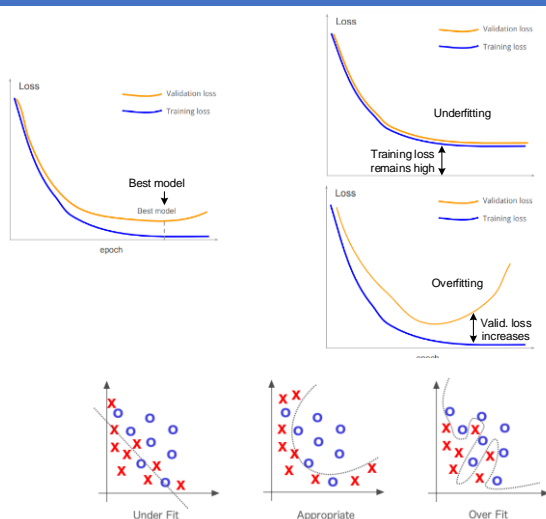 Loss
Validation loss
Training loss
Best model
Best model
epoch
Loss
Validation loss
Training loss
Underfitting
Training loss
remains high
Loss
Validation loss
Training loss
Overfitting
Valid. loss
increases
epoch
Under Fit
Appropriate
Over Fit